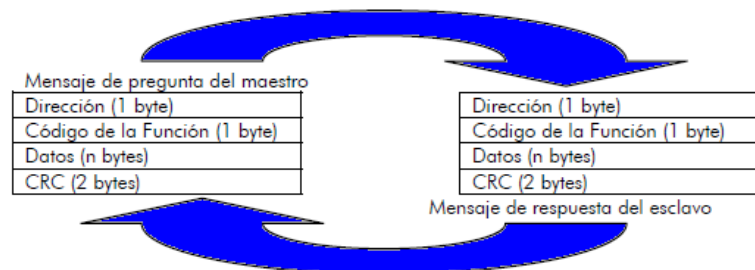 Mensaje de pregunta del maestro
Dirección (1 byte)
Código de la Función (1 byte)
Datos (n bytes)
CRC (2 bytes)
Dirección (1 byte)
Código de la Función (1 byte)
Datos (n bytes)
CRC (2 bytes)
Mensaje de respuesta del esclavo